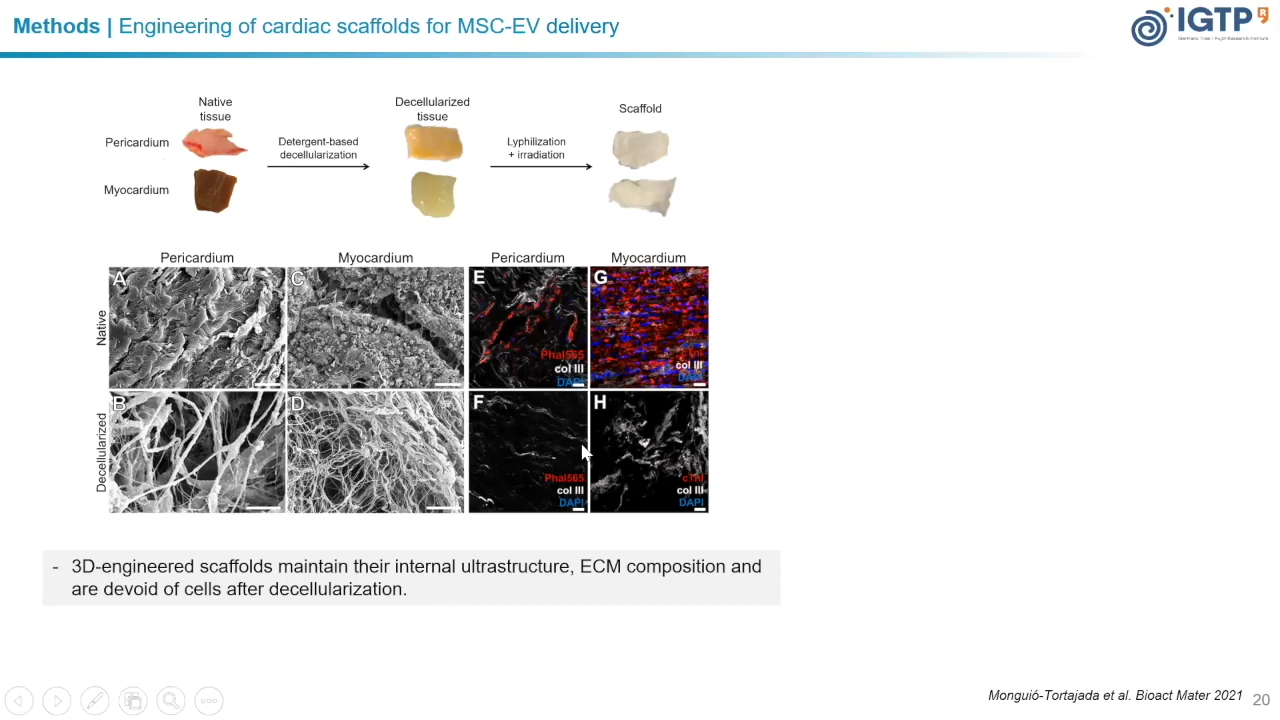 Methods | Engineering of cardiac scaffolds for MSC-EV delivery
IGTP
Native
tissue
Decellularized
tissue
Scaffold
Pericardium
Detergent-based
decellularization
Lyphilization
+ irradiation
Myocardium
Pericardium
Myocardium
Pericardium
Myocardium
Native
A
C
E
Phal565
col III
DAPI
G
cTnI
col III
DAPI
Decellularized
B
D
F
Phal565
col III
DAPI
H
cTnI
col III
DAPI
- 3D-engineered scaffolds maintain their internal ultrastructure, ECM composition and
are devoid of cells after decellularization.
Monguió-Tortajada et al. Bioact Mater 2021
20